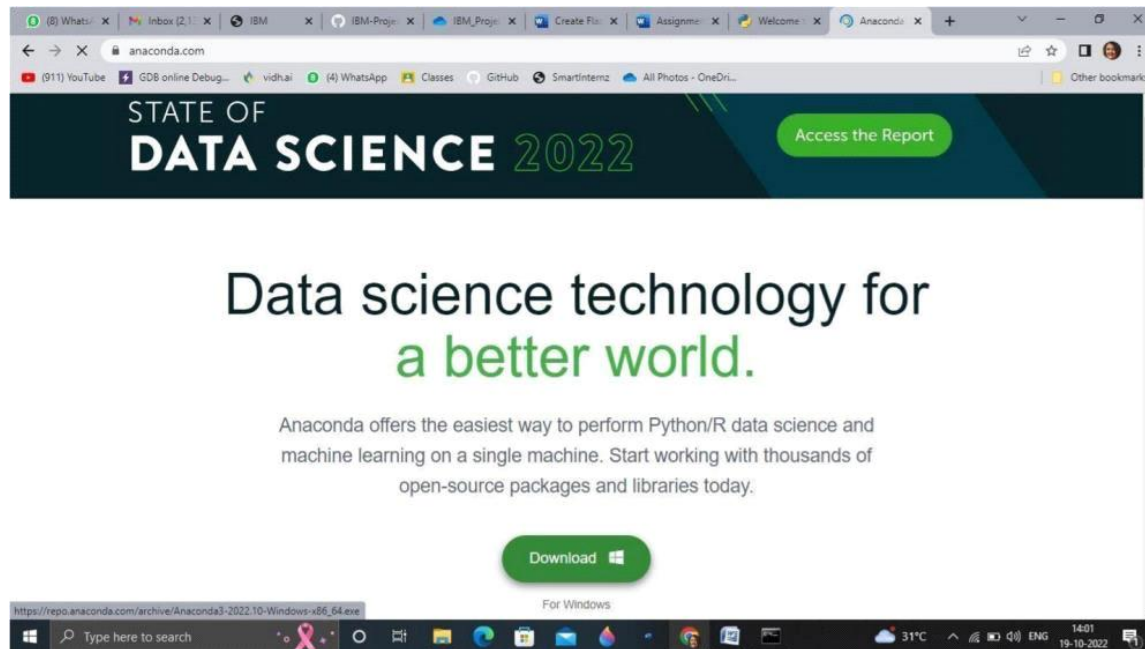 (8) Whats
Inbox (2,1
IBM
IBM-Proje
IBM_Proje
Create Fla
Assignme
Welcome
Anaconda
anaconda.com
(911) YouTube
GDB online Debug...
vidhai
(4) WhatsApp
Classes
GitHub
SmartInternz
All Photos - OneDri...
Other bookmark
STATE OF
DATA SCIENCE 2022
Access the Report
Data science technology for
a better world.
Anaconda offers the easiest way to perform Python/R data science and
machine learning on a single machine. Start working with thousands of
open-source packages and libraries today.
Download
For Windows
https://repo.anaconda.com/archive/Anaconda3-2022.10-Windows-x86_64.exe
Type here to search
31°C
ENG
14:01
19-10-2022